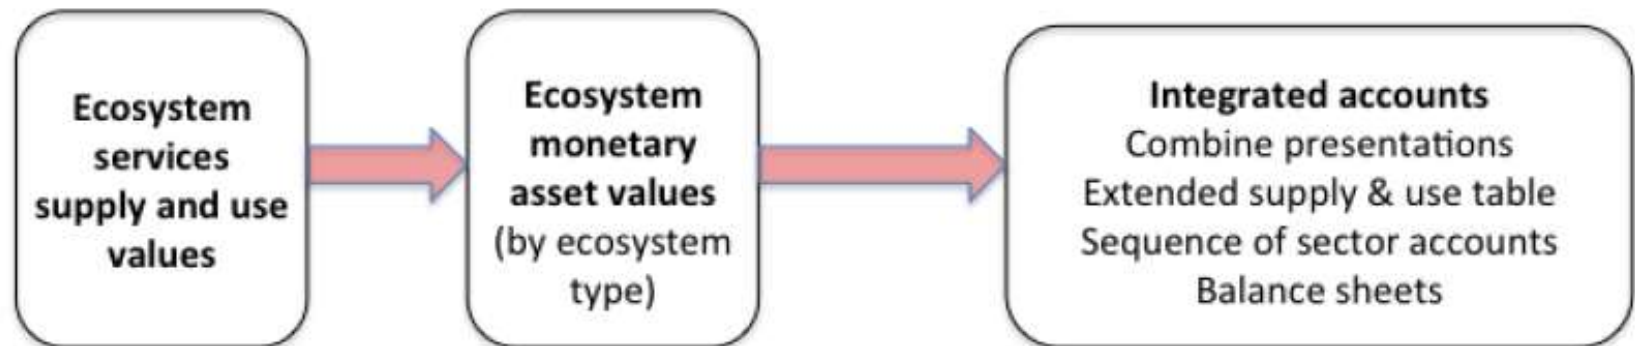 Ecosystem
services
supply and use
values
Ecosystem
monetary
asset values
(by ecosystem
type)
Integrated accounts
Combine presentations
Extended supply & use table
Sequence of sector accounts
Balance sheets